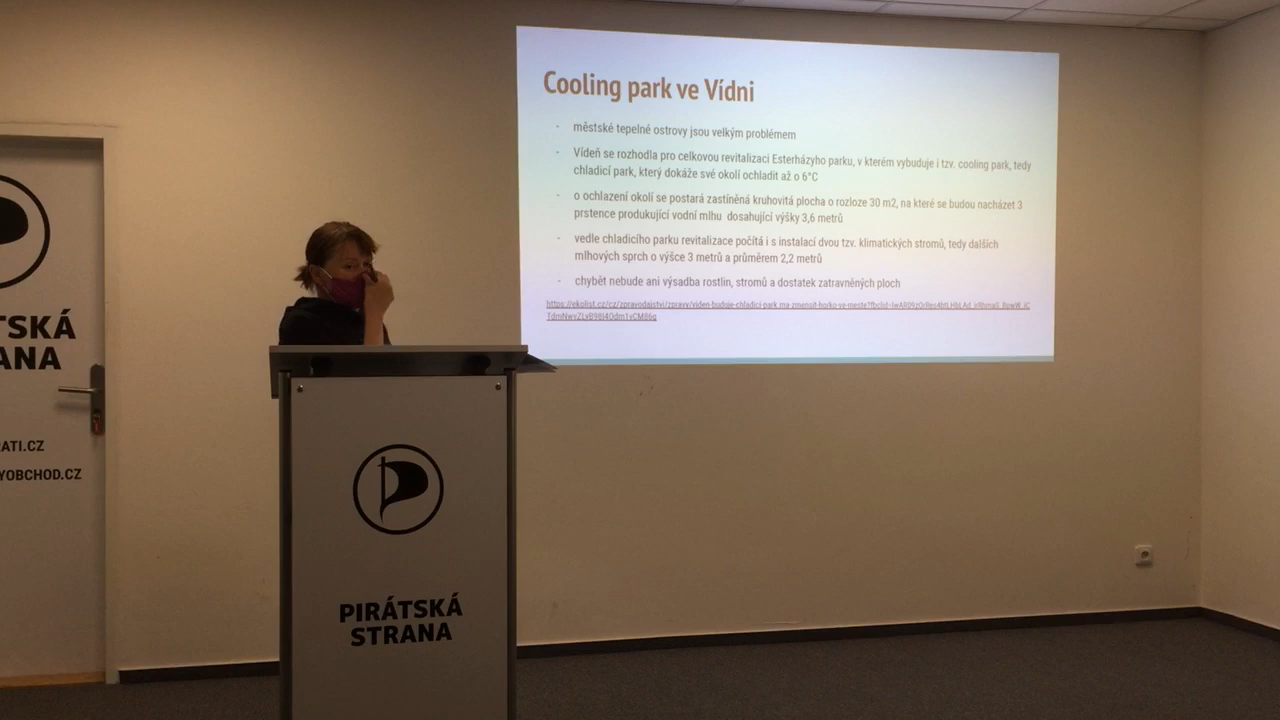 Cooling park ve Vídni
- městské tepelné ostrovy jsou velkým problémem
- Vídeň se rozhodla pro celkovou revitalizaci Esterházyho parku, v kterém vybuduje i tzv. cooling park, tedy
chladicí park, který dokáže své okolí ochladit až o 6°C
- o ochlazení okolí se postará zastíněná kruhovitá plocha o rozloze 30 m2, na které se budou nacházet 3
prstence produkující vodní mlhu dosahující výšky 3,6 metrů
- vedle chladicího parku revitalizace počítá i s instalací dvou tzv. klimatických stromů, tedy dalších
mlhových sprch o výšce 3 metrů a průměrem 2,2 metrů
- chybět nebude ani výsadba rostlin, stromů a dostatek zatravněných ploch
TSKÁ
ANA
ATI.CZ
YOBCHOD.CZ
PIRÁTSKÁ
STRANA